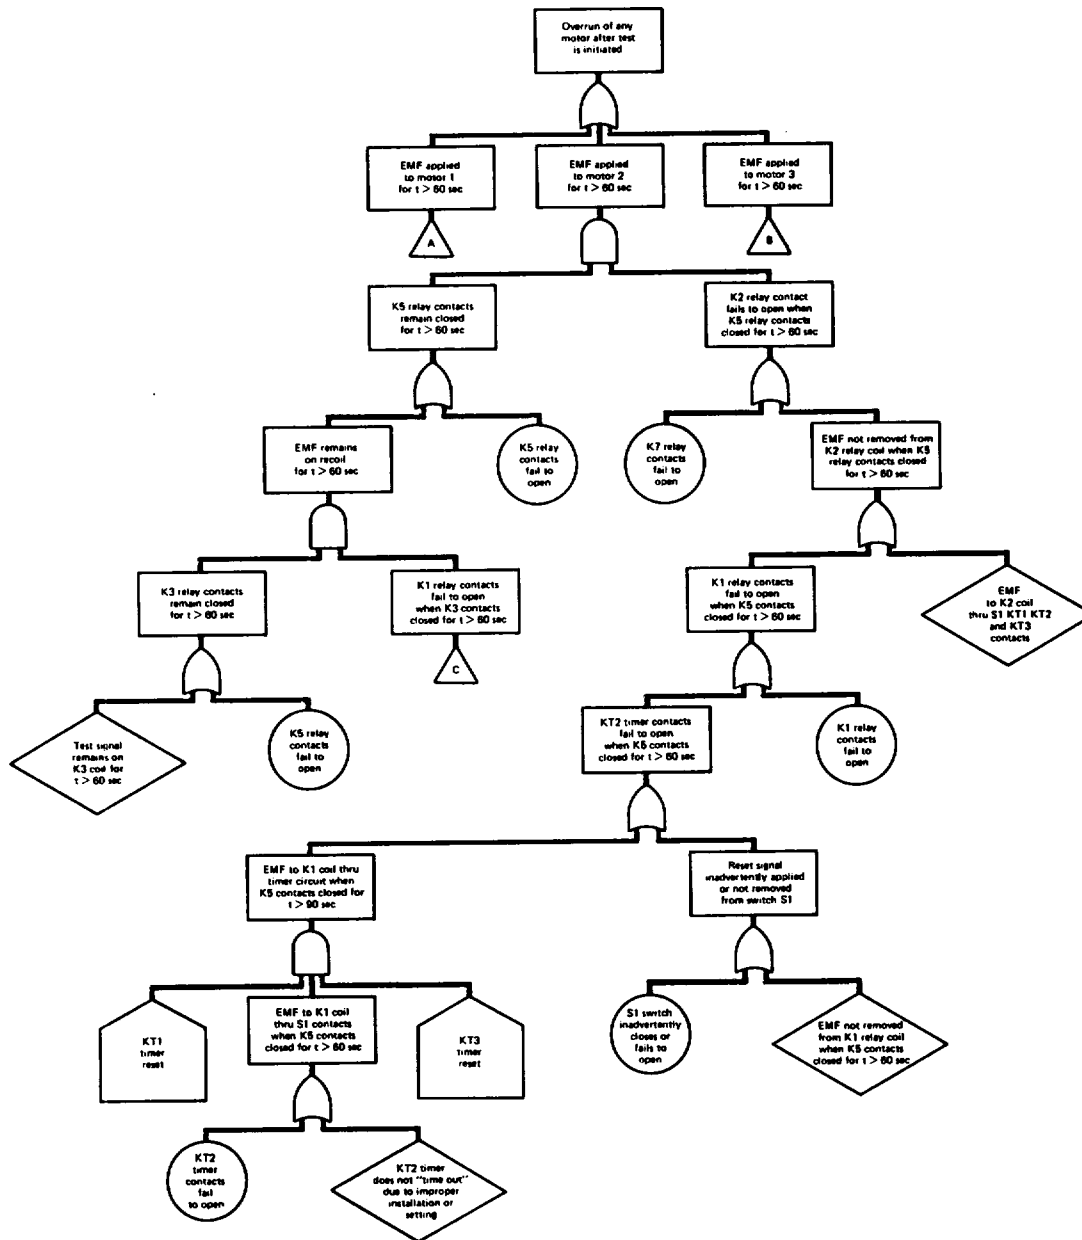 Overrun of any
motor after test
is initiated
EMF applied
to motor 1
for t > 60 sec
EMF applied
to motor 2
for t > 60 sec
EMF applied
to motor 3
for t > 60 sec
A
B
K5 relay contacts
remain closed
for t > 60 sec
K2 relay contact
fails to open when
K5 relay contacts
closed for t > 60 sec
EMF remains
on recoil
for t > 60 sec
K5 relay
contacts
fail to
open
K7 relay
contacts
fail to
open
EMF not removed from
K2 relay coil when K5
relay contacts closed
for t > 60 sec
K3 relay contacts
remain closed
for t > 60 sec
K1 relay contacts
fail to open
when K3 contacts
closed for t > 60 sec
K1 relay contacts
fail to open
when K5 contacts
closed for t > 60 sec
EMF
to K2 coil
thru S1 KT1 KT2
and KT3
contacts
C
Test signal
remains on
K3 coil for
t > 60 sec
K5 relay
contacts
fail to
open
KT2 timer contacts
fail to open
when K5 contacts
closed for t > 60 sec
K1 relay
contacts
fail to
open
EMF to K1 coil thru
timer circuit when
K5 contacts closed for
t > 90 sec
Reset signal
inadvertently applied
or not removed
from switch S1
KT1
timer
reset
EMF to K1 coil
thru S1 contacts
when K5 contacts
closed for t > 60 sec
KT3
timer
reset
S1 switch
inadvertently
closes or
fails to
open
EMF not removed
from K1 relay coil
when K5 contacts
closed for t > 60 sec
KT2
timer
contacts
fail
to open
KT2 timer
does not "time out"
due to improper
installation or
setting